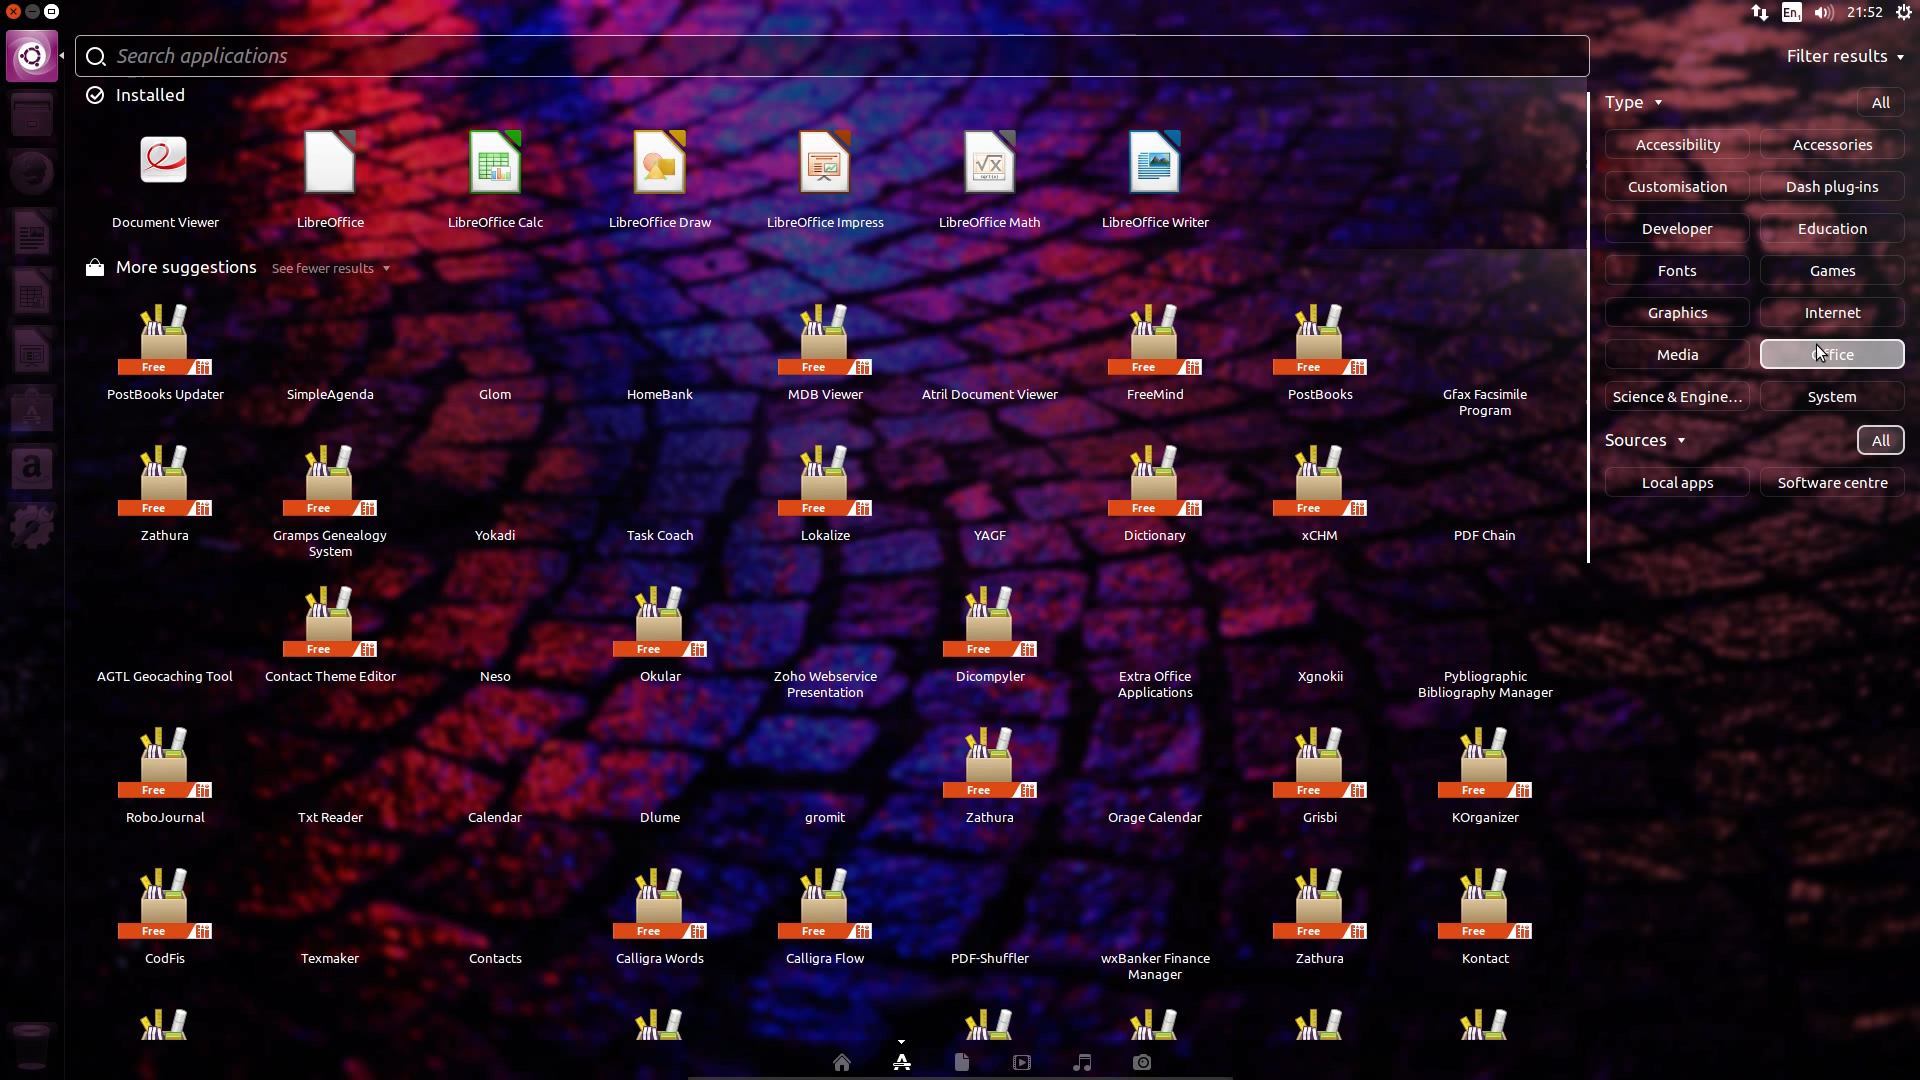 En1
21:52
Search applications
Filter results
Installed
Document Viewer
LibreOffice
LibreOffice Calc
LibreOffice Draw
LibreOffice Impress
LibreOffice Math
LibreOffice Writer
More suggestions See fewer results
Free
Free
Free
Free
PostBooks Updater
SimpleAgenda
Glom
HomeBank
MDB Viewer
Atril Document Viewer
FreeMind
PostBooks
Gfax Facsimile
Program
Free
Free
Free
Free
Free
Zathura
Gramps Genealogy
System
Yokadi
Task Coach
Lokalize
YAGF
Dictionary
xCHM
PDF Chain
Free
Free
Free
AGTL Geocaching Tool
Contact Theme Editor
Neso
Okular
Zoho Webservice
Presentation
Dicompyler
Extra Office
Applications
Xgnokii
Pybliographic
Bibliography Manager
Free
Free
Free
Free
RoboJournal
Txt Reader
Calendar
Dlume
gromit
Zathura
Orage Calendar
Grisbi
KOrganizer
Free
Free
Free
Free
Free
CodFis
Texmaker
Contacts
Calligra Words
Calligra Flow
PDF-Shuffler
wxBanker Finance
Manager
Zathura
Kontact
Type
All
Accessibility
Accessories
Customisation
Dash plug-ins
Developer
Education
Fonts
Games
Graphics
Internet
Media
Office
Science & Engine...
System
Sources
All
Local apps
Software centre